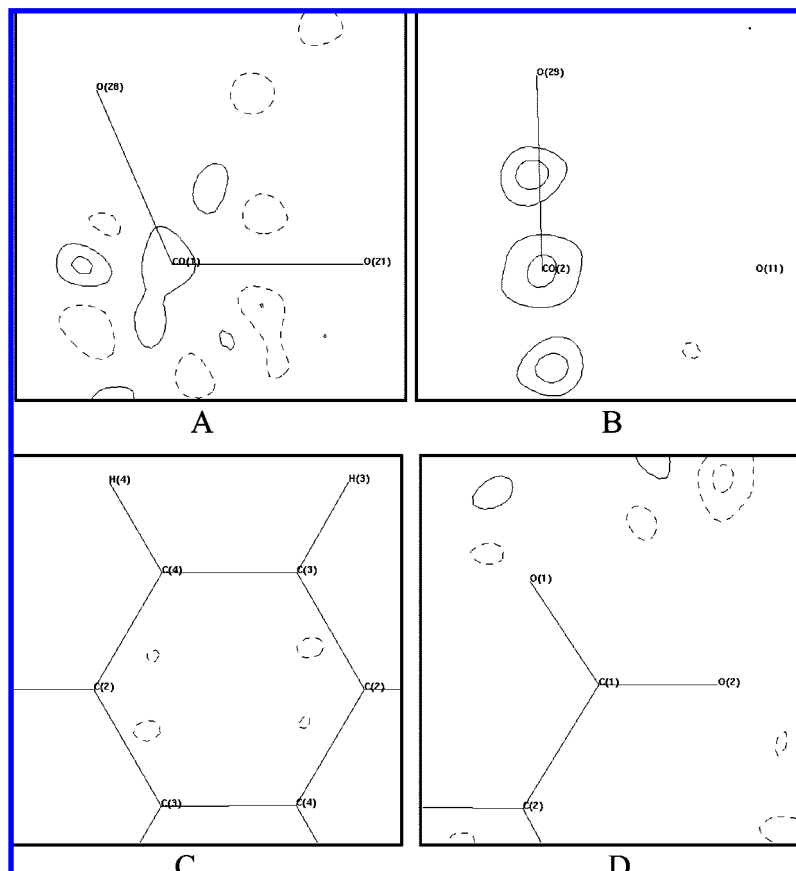 O(28)
CO(1)
O(21)
A
O(29)
CO(2)
O(11)
B
H(4)
H(3)
C(4)
C(3)
C(2)
C(2)
C(3)
C(4)
C
O(1)
C(1)
O(2)
C(2)
D